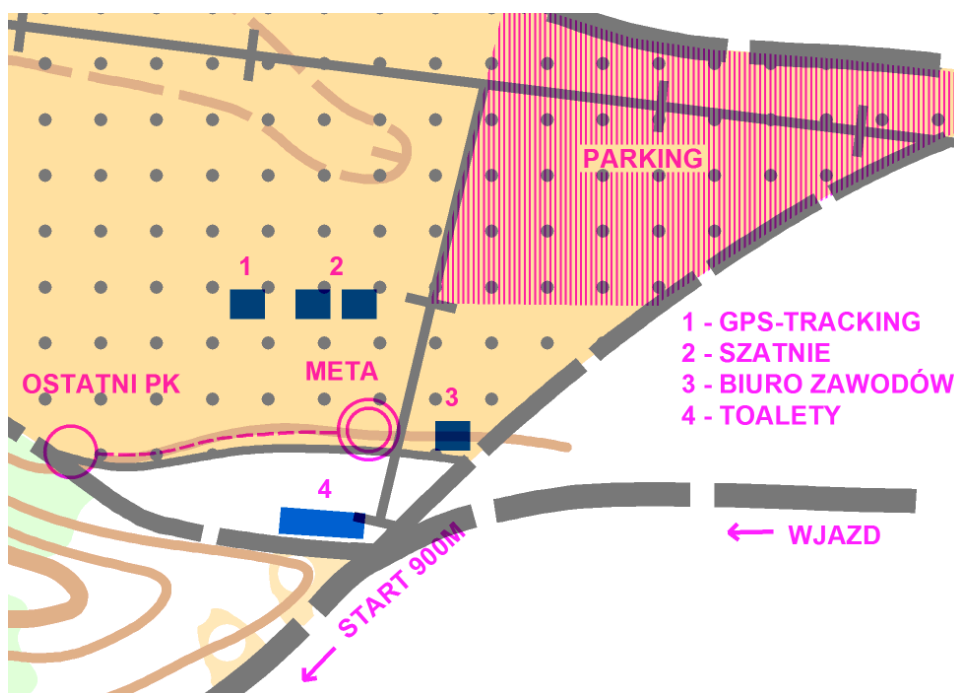 PARKING
1
2
1 - GPS-TRACKING
2 - SZATNIE
3 - BIURO ZAWODÓW
4 - TOALETY
OSTATNI PK
META
3
4
WJAZD
START 900M